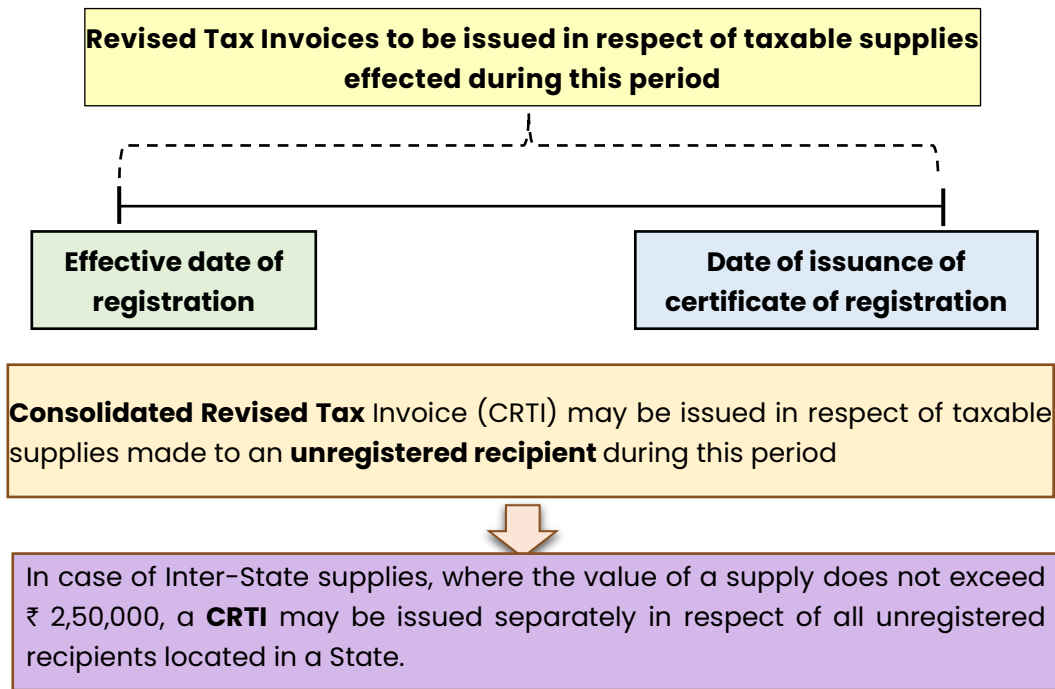 Revised Tax Invoices to be issued in respect of taxable supplies
effected during this period
Effective date of
registration
Date of issuance of
certificate of registration
Consolidated Revised Tax Invoice (CRTI) may be issued in respect of taxable
supplies made to an unregistered recipient during this period
In case of Inter-State supplies, where the value of a supply does not exceed
₹ 2,50,000, a CRTI may be issued separately in respect of all unregistered
recipients located in a State.